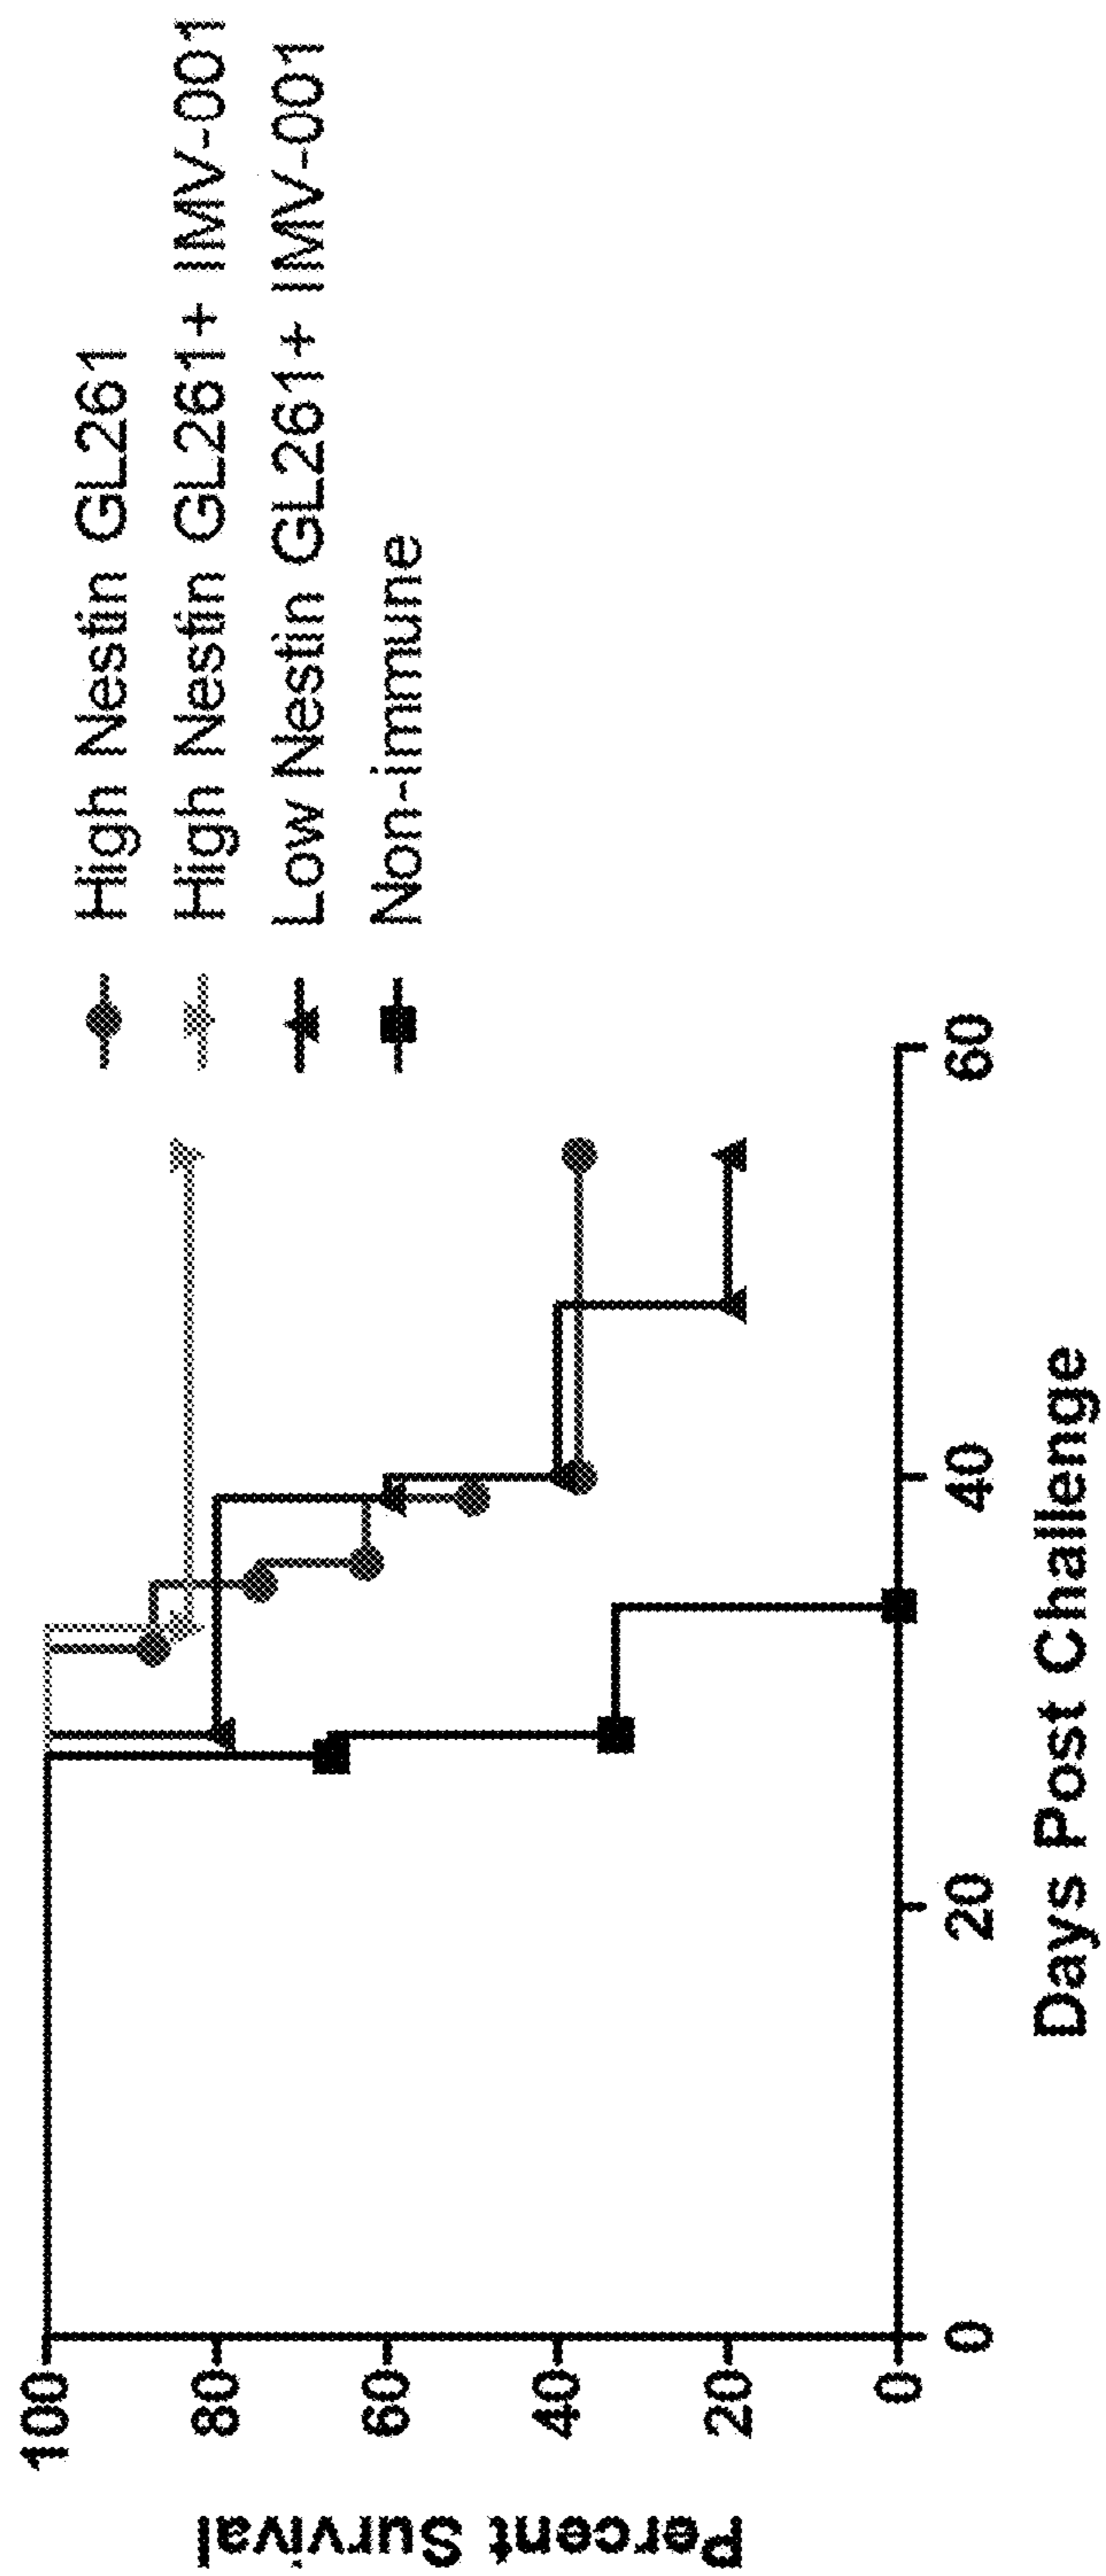 High Nestin GL261
High Nestin GL261+ IMV-001
Low Nestin GL261+ IMV-001
Non-immune
Percent Survival
100
80
60
40
20
0
0
20
40
60
Days Post Challenge